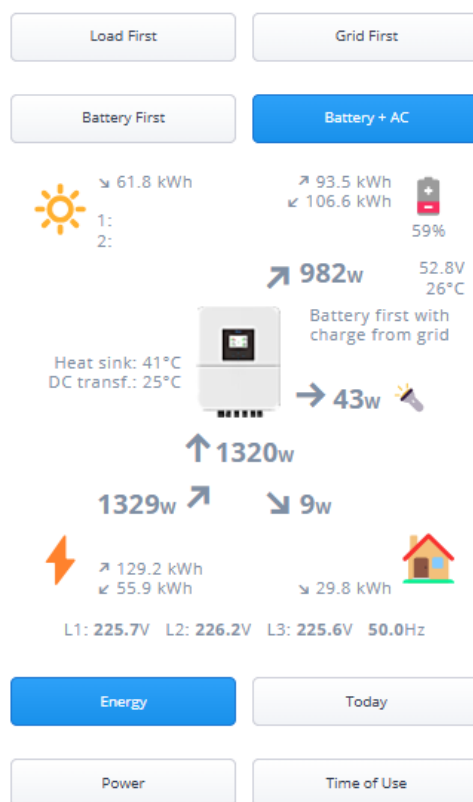 Load First
Grid First
Battery First
Battery + AC
↘ 61.8 kWh
1:
2:
↗ 93.5 kWh
↙ 106.6 kWh
59%
↗ 982w
52.8V
26°C
Battery first with
charge from grid
Heat sink: 41°C
DC transf.: 25°C
→ 43w
↑ 1320w
1329w ↗
↘ 9w
↗ 129.2 kWh
↙ 55.9 kWh
↘ 29.8 kWh
L1: 225.7V L2: 226.2V L3: 225.6V 50.0Hz
Energy
Today
Power
Time of Use